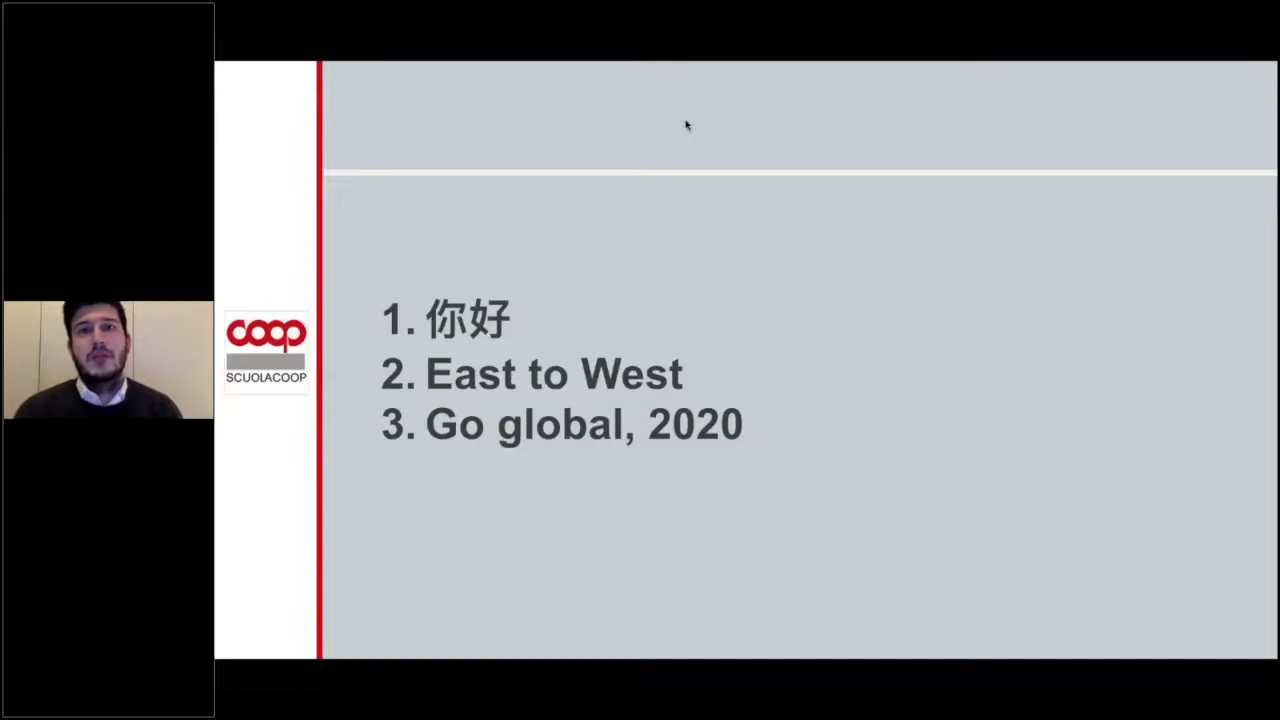 coop
SCUOLACOOP
1. 你好
2. East to West
3. Go global, 2020